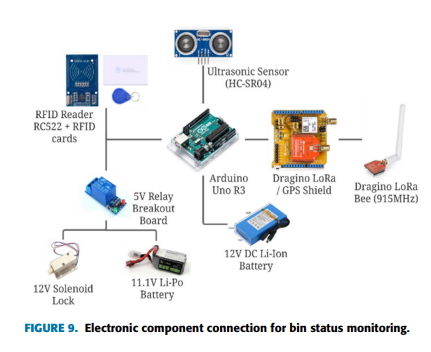 Ultrasonic Sensor
(HC-SR04)
RFID Reader
RC522 + RFID
cards
Arduino
Uno R3
Dragino LoRa
/ GPS Shield
Dragino LoRa
Bee (915MHz)
5V Relay
Breakout
Board
12V Solenoid
Lock
11.1V Li-Po
Battery
12V DC Li-Ion
Battery
FIGURE 9. Electronic component connection for bin status monitoring.